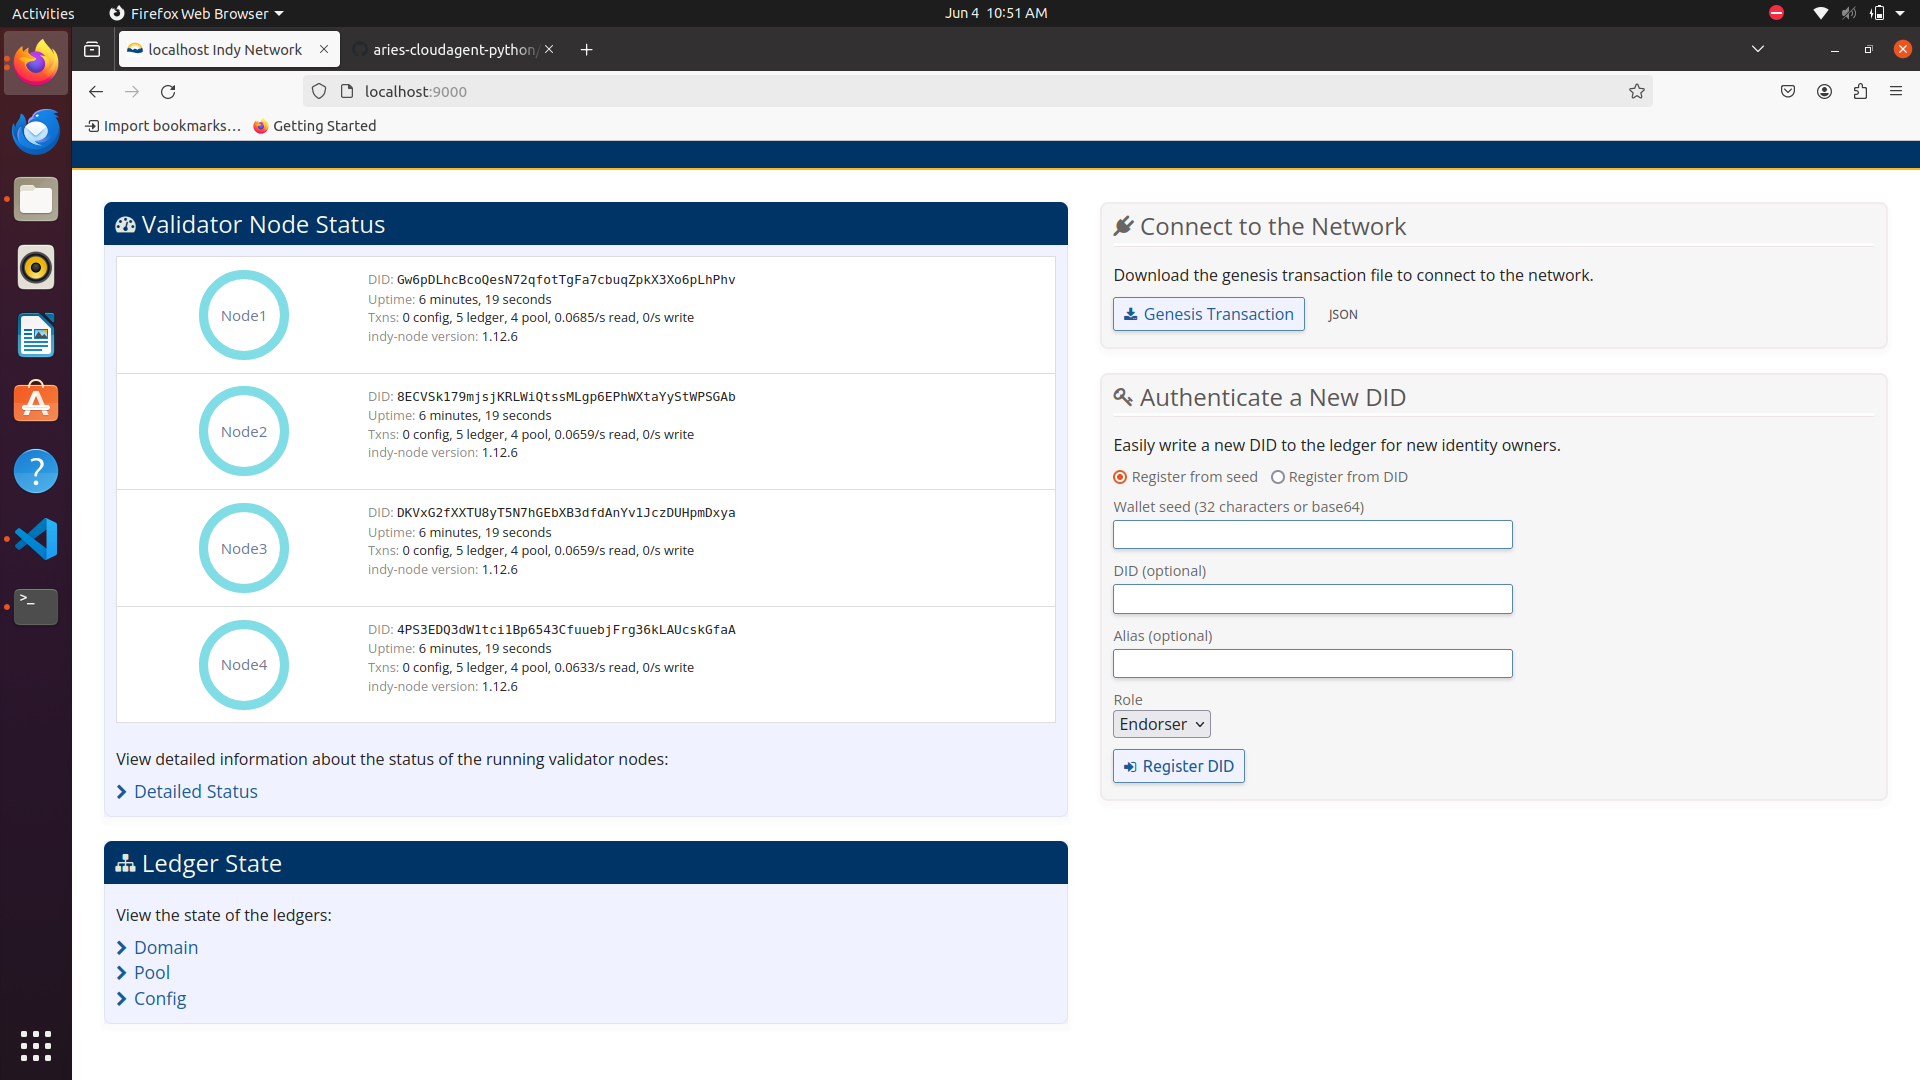 Activities
Firefox Web Browser
Jun 4 10:51 AM
localhost Indy Network
aries-cloudagent-python/
localhost:9000
Import bookmarks…
Getting Started
Validator Node Status
Node1
DID: Gw6pDLhcBcoQesN72qfotTgFa7cbuqZpkX3Xo6pLhPhv
Uptime: 6 minutes, 19 seconds
Txns: 0 config, 5 ledger, 4 pool, 0.0685/s read, 0/s write
indy-node version: 1.12.6
Node2
DID: 8ECVSk179mjsjKRLWiQtssMLgp6EPhWXtaYyStWPSGAb
Uptime: 6 minutes, 19 seconds
Txns: 0 config, 5 ledger, 4 pool, 0.0659/s read, 0/s write
indy-node version: 1.12.6
Node3
DID: DKVxG2fXXTU8yT5N7hGEbXB3dfdAnYv1JczDUHpmDxya
Uptime: 6 minutes, 19 seconds
Txns: 0 config, 5 ledger, 4 pool, 0.0659/s read, 0/s write
indy-node version: 1.12.6
Node4
DID: 4PS3EDQ3dW1tci1Bp6543CfuuebjFrg36kLAUcskGfaA
Uptime: 6 minutes, 19 seconds
Txns: 0 config, 5 ledger, 4 pool, 0.0633/s read, 0/s write
indy-node version: 1.12.6
View detailed information about the status of the running validator nodes:
Detailed Status
Ledger State
View the state of the ledgers:
Domain
Pool
Config
Connect to the Network
Download the genesis transaction file to connect to the network.
Genesis Transaction
JSON
Authenticate a New DID
Easily write a new DID to the ledger for new identity owners.
Register from seed
Register from DID
Wallet seed (32 characters or base64)
DID (optional)
Alias (optional)
Role
Endorser
Register DID